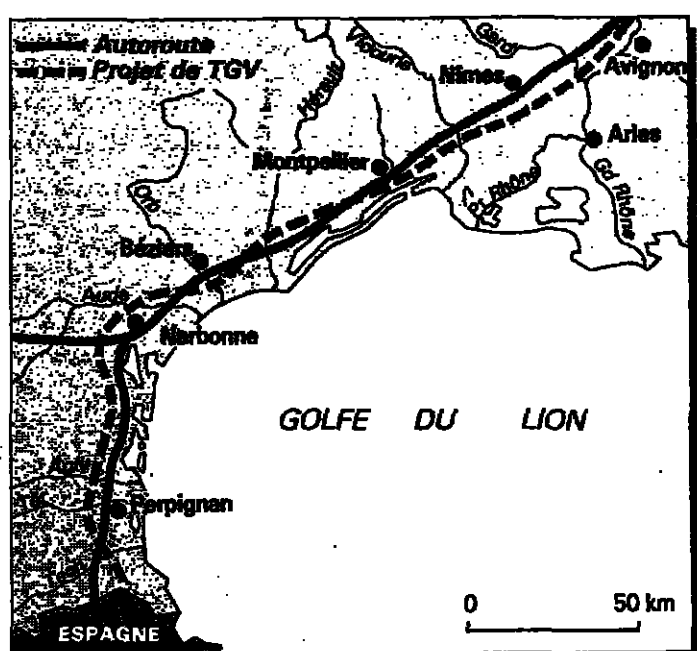 Autoroute
Projet de TGV
Vidourle
Gard
Hérault
Nîmes
Avignon
Montpellier
Arles
Rhône
Gd Rhône
Orb
Béziers
Aude
Narbonne
GOLFE DU LION
Perpignan
0 50 km
ESPAGNE